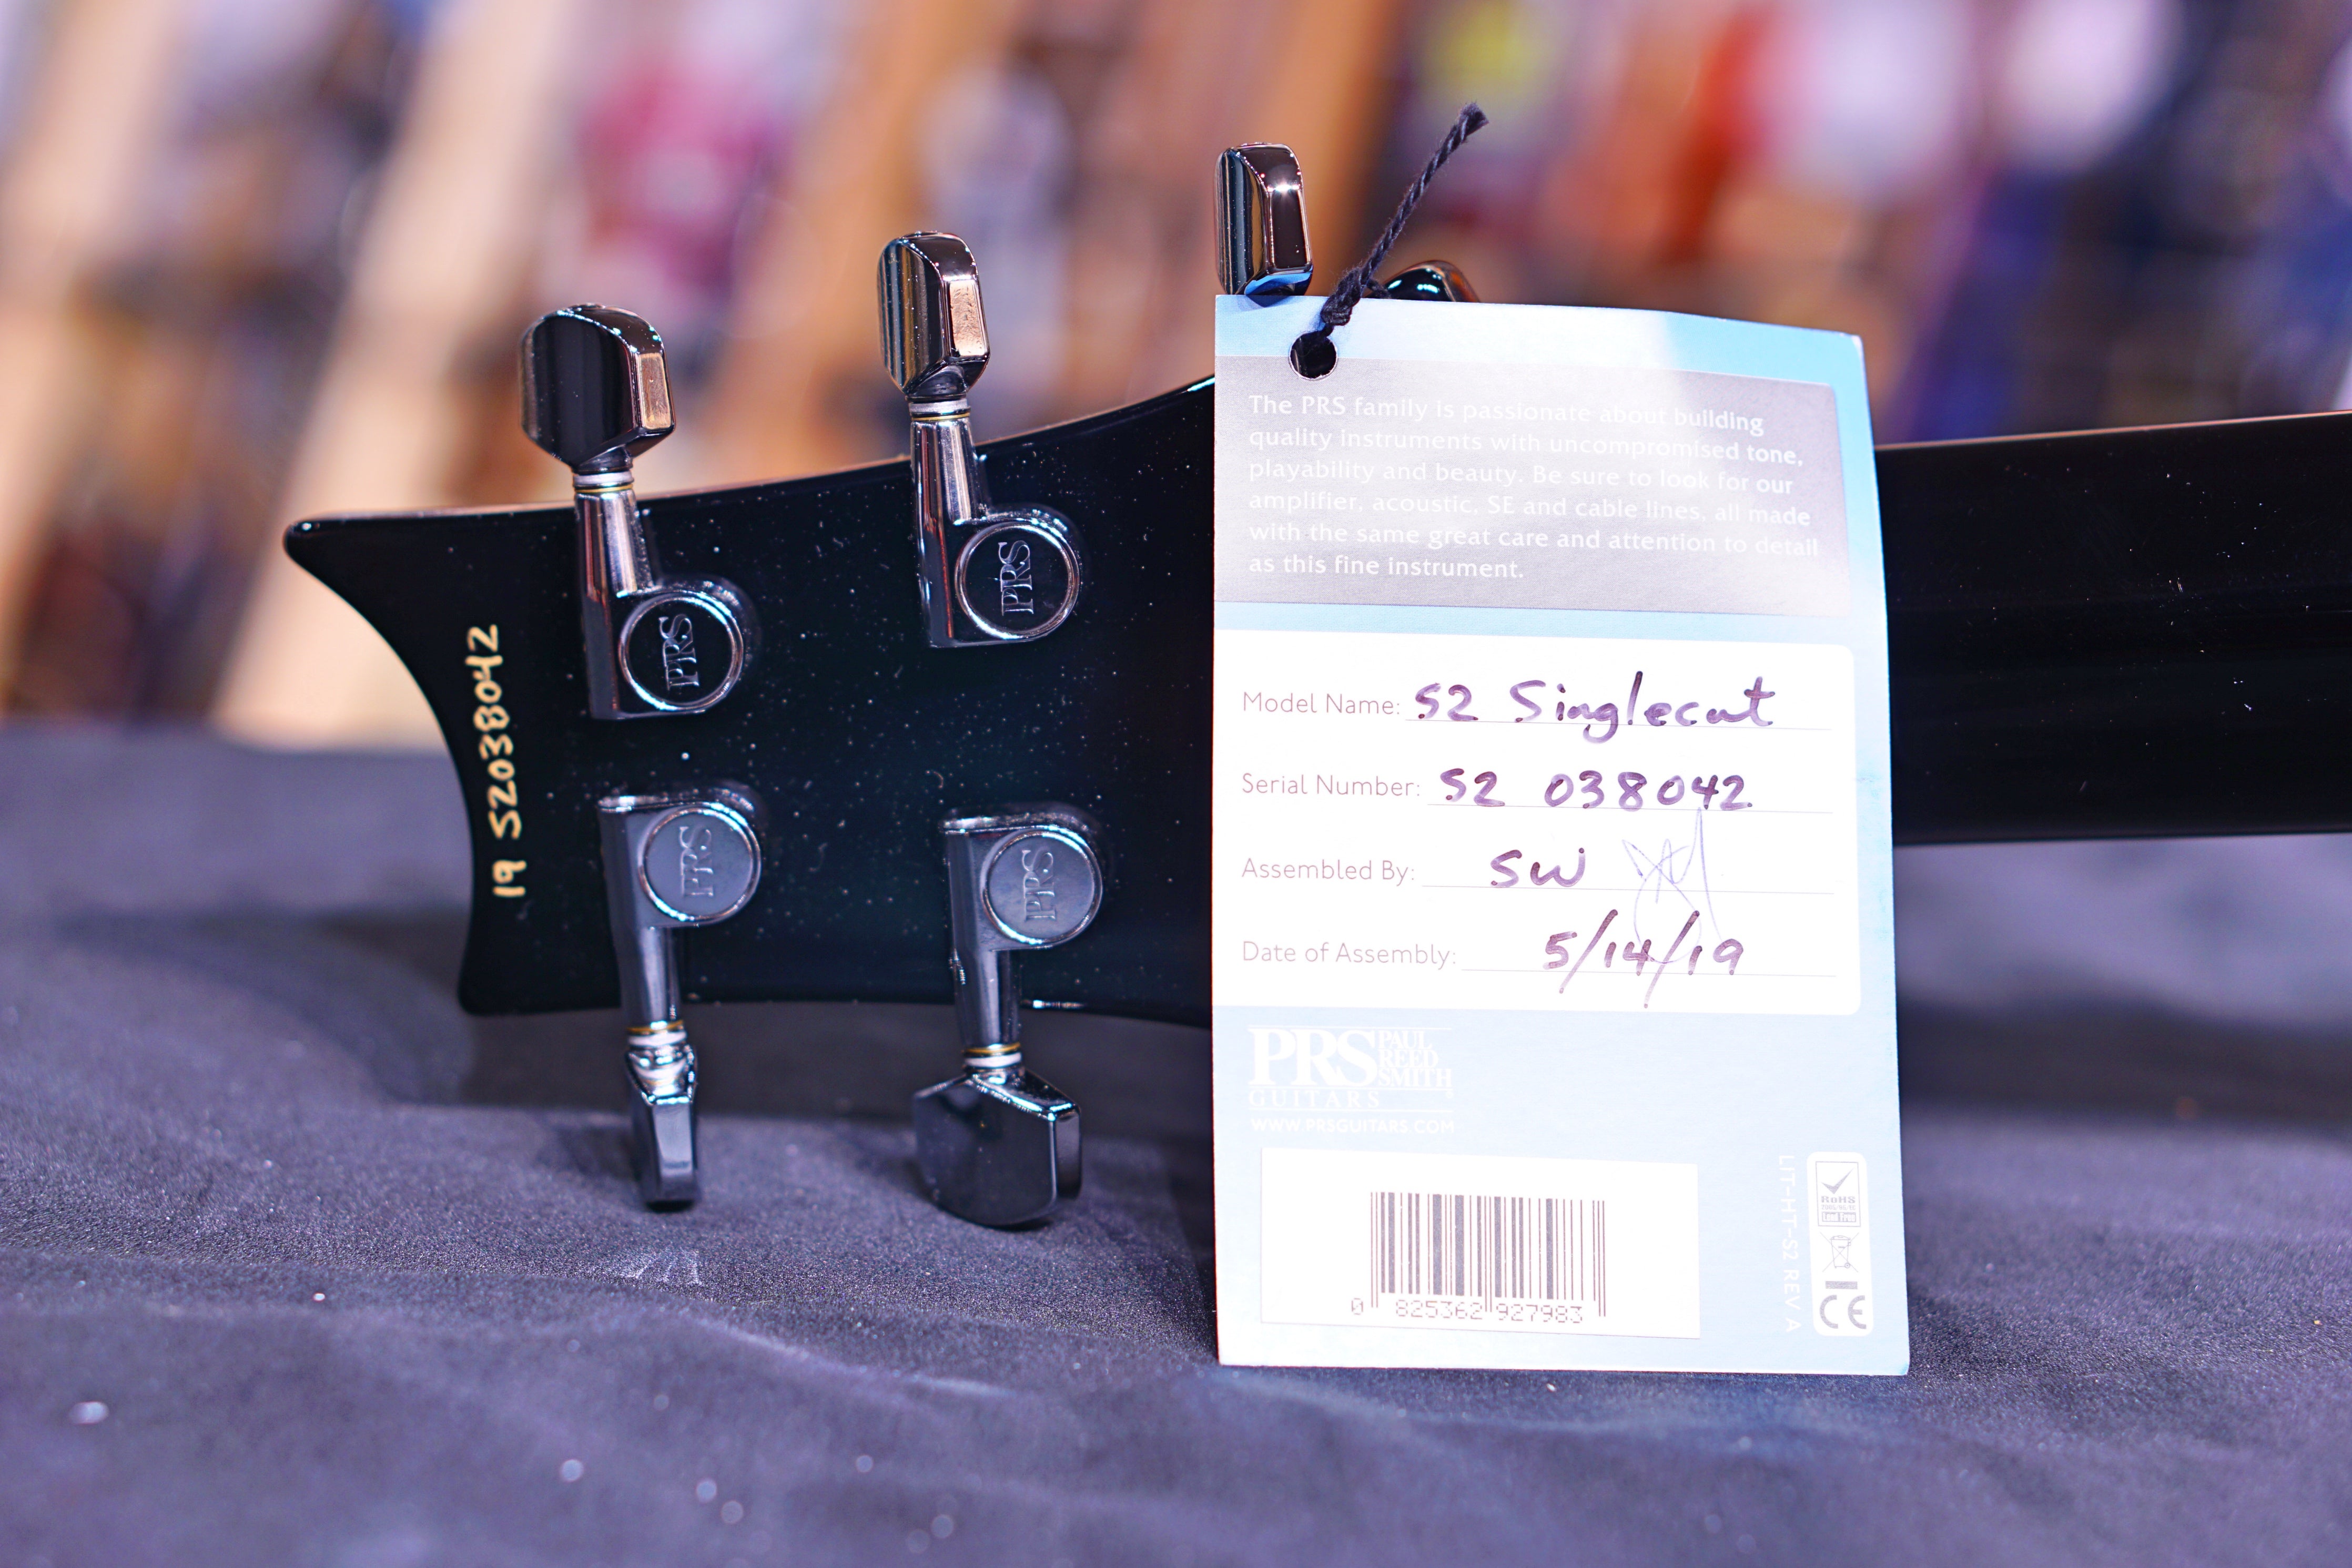 19 S2038042
PRS
PRS
PRS
PRS
The PRS family is passionate about building
quality instruments with uncompromised tone,
playability and beauty. Be sure to look for our
amplifier, acoustic, SE and cable lines, all made
with the same great care and attention to detail
as this fine instrument.
Model Name: S2 Singlecut
Serial Number: S2 038042
Assembled By: SW
Date of Assembly: 5/14/19
PRS PAUL
REED
SMITH
GUITARS
WWW.PRSGUITARS.COM
0 825362 927983
LIT-HT-S2 REV A
RoHS
Lead Free
CE